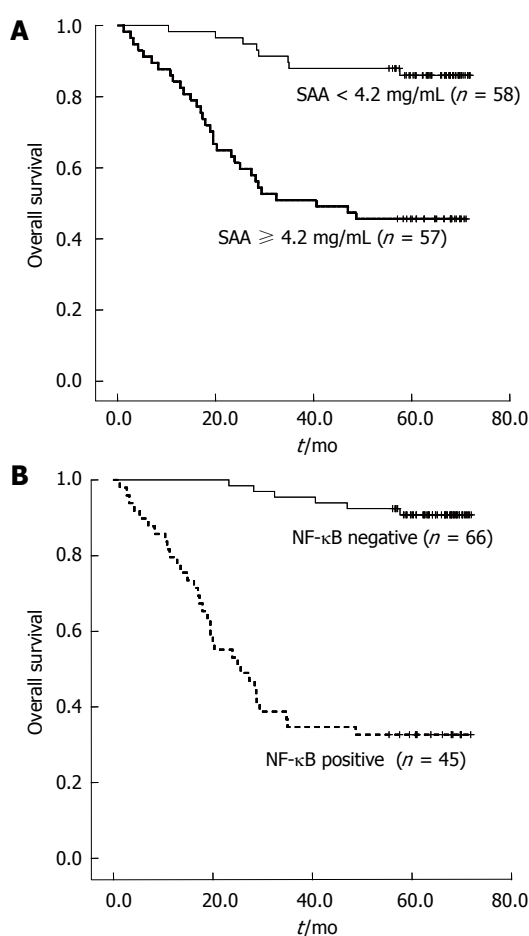 A
1.0
0.8
0.6
0.4
0.2
0.0
Overall survival
SAA < 4.2 mg/mL (n = 58)
SAA ⩾ 4.2 mg/mL (n = 57)
0.0 20.0 40.0 60.0 80.0
t/mo
B
1.0
0.8
0.6
0.4
0.2
0.0
Overall survival
NF-κB negative (n = 66)
NF-κB positive (n = 45)
0.0 20.0 40.0 60.0 80.0
t/mo